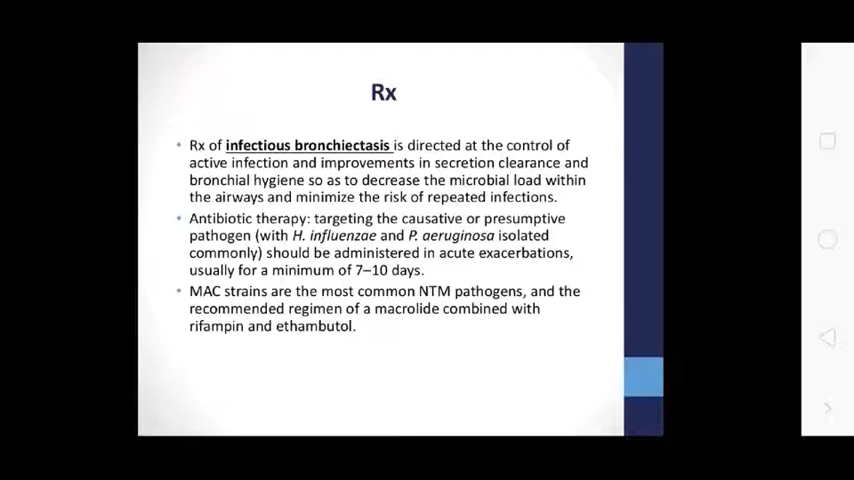 Rx
• Rx of infectious bronchiectasis is directed at the control of
active infection and improvements in secretion clearance and
bronchial hygiene so as to decrease the microbial load within
the airways and minimize the risk of repeated infections.
• Antibiotic therapy: targeting the causative or presumptive
pathogen (with H. influenzae and P. aeruginosa isolated
commonly) should be administered in acute exacerbations,
usually for a minimum of 7–10 days.
• MAC strains are the most common NTM pathogens, and the
recommended regimen of a macrolide combined with
rifampin and ethambutol.